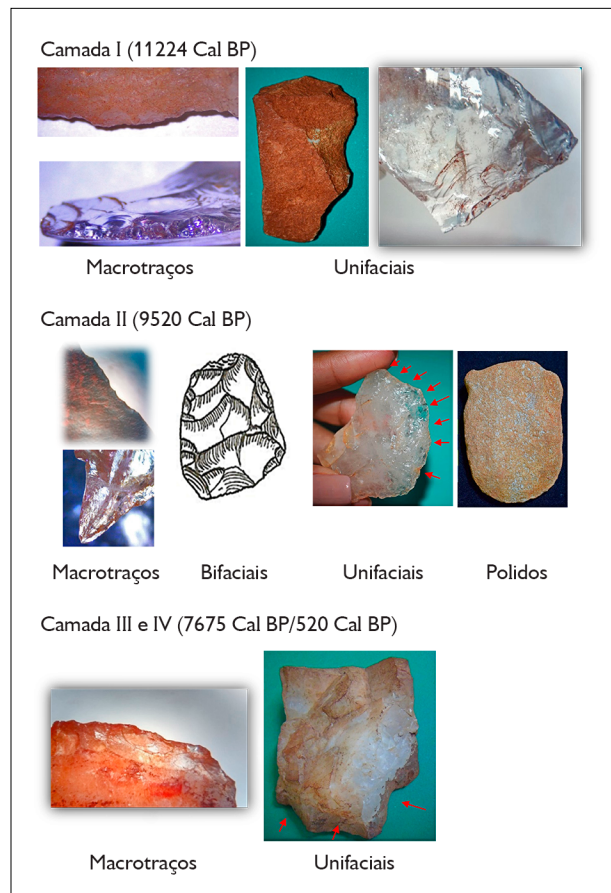 Camada I (11224 Cal BP)
Macrotraços
Unifaciais
Camada II (9520 Cal BP)
Macrotraços
Bifaciais
Unifaciais
Polidos
Camada III e IV (7675 Cal BP/520 Cal BP)
Macrotraços
Unifaciais